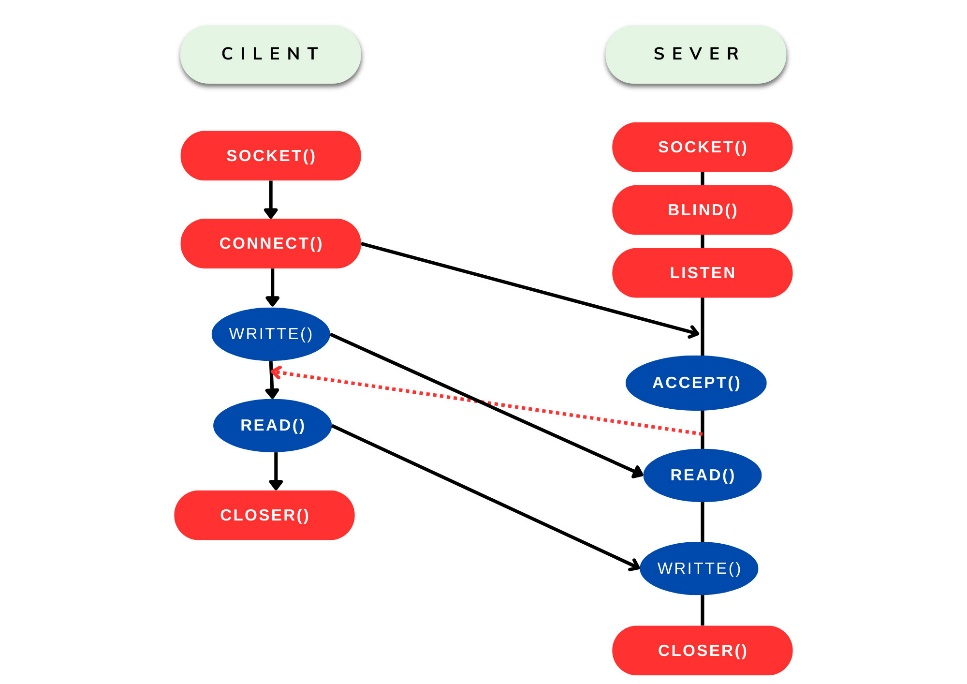 CILENT
SEVER
SOCKET()
CONNECT()
WRITTE()
READ()
CLOSER()
SOCKET()
BLIND()
LISTEN
ACCEPT()
READ()
WRITTE()
CLOSER()